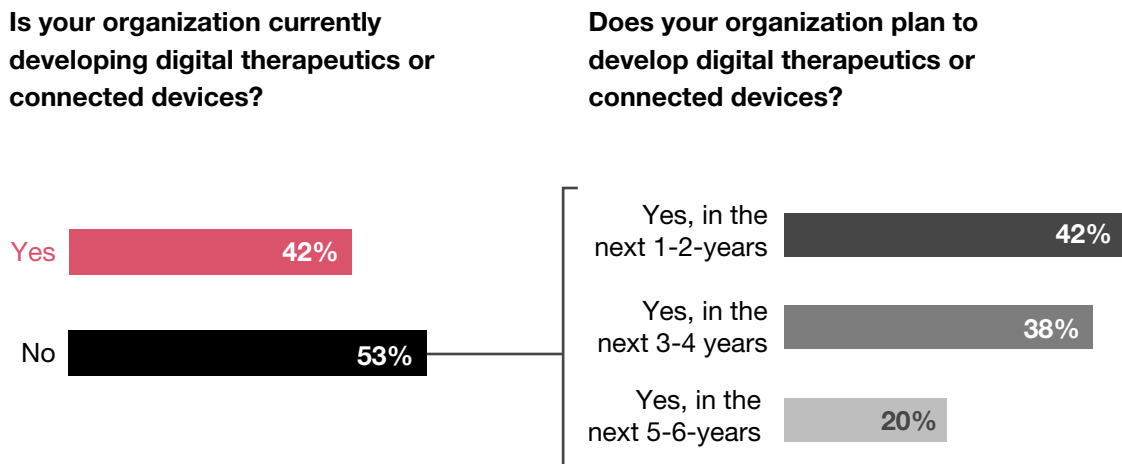 Is your organization currently
developing digital therapeutics or
connected devices?
Yes
42%
No
53%
Does your organization plan to
develop digital therapeutics or
connected devices?
Yes, in the
next 1-2-years
42%
Yes, in the
next 3-4 years
38%
Yes, in the
next 5-6-years
20%